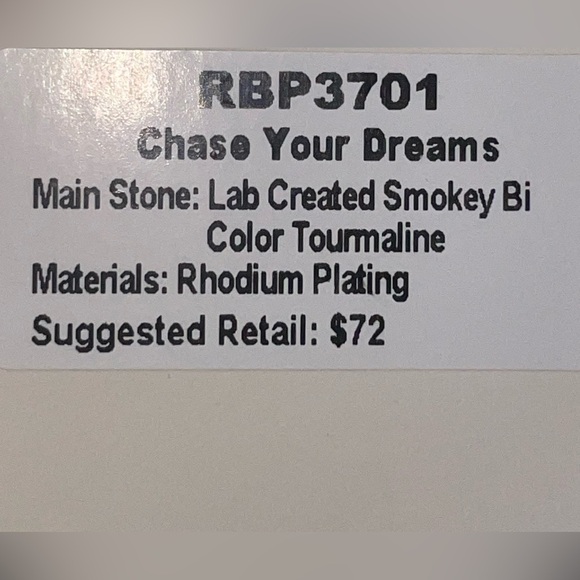 RBP3701
Chase Your Dreams
Main Stone: Lab Created Smokey Bi
Color Tourmaline
Materials: Rhodium Plating
Suggested Retail: $72